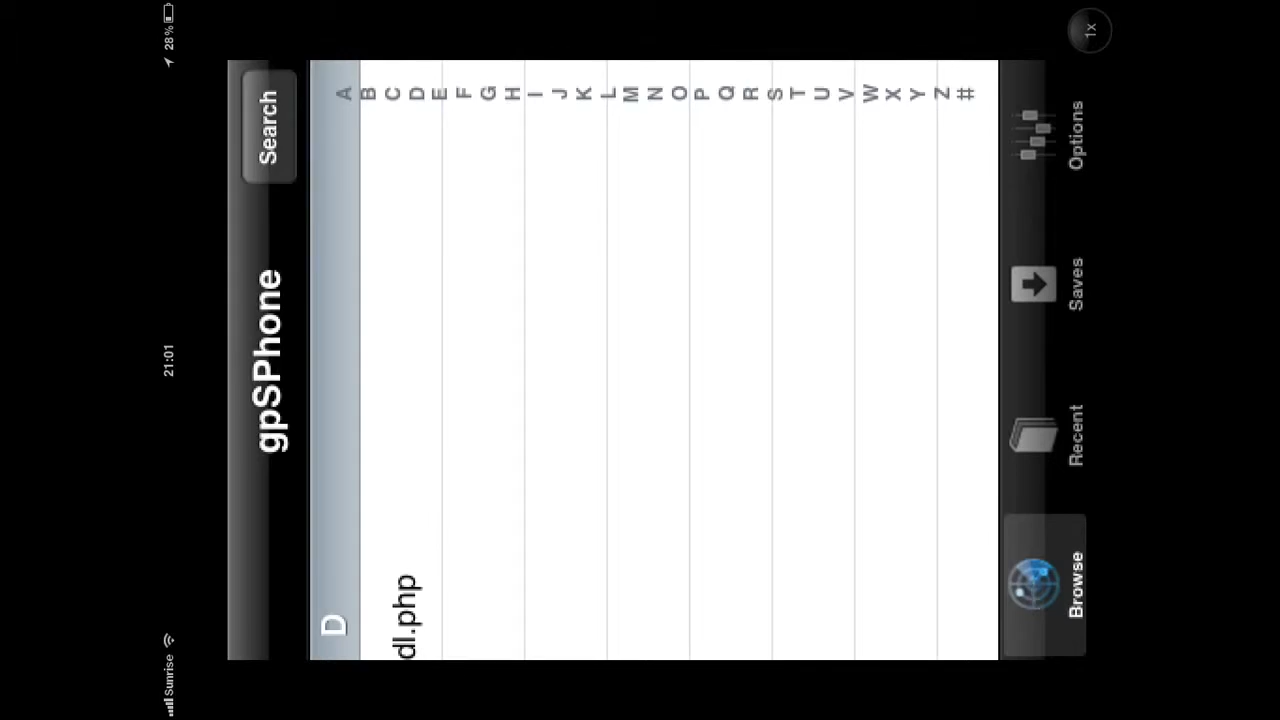 Sunrise 21:01 28%
gpSPhone Search
D
dl.php
A
B
C
D
E
F
G
H
I
J
K
L
M
N
O
P
Q
R
S
T
U
V
W
X
Y
Z
#
Browse Recent Saves Options
1x